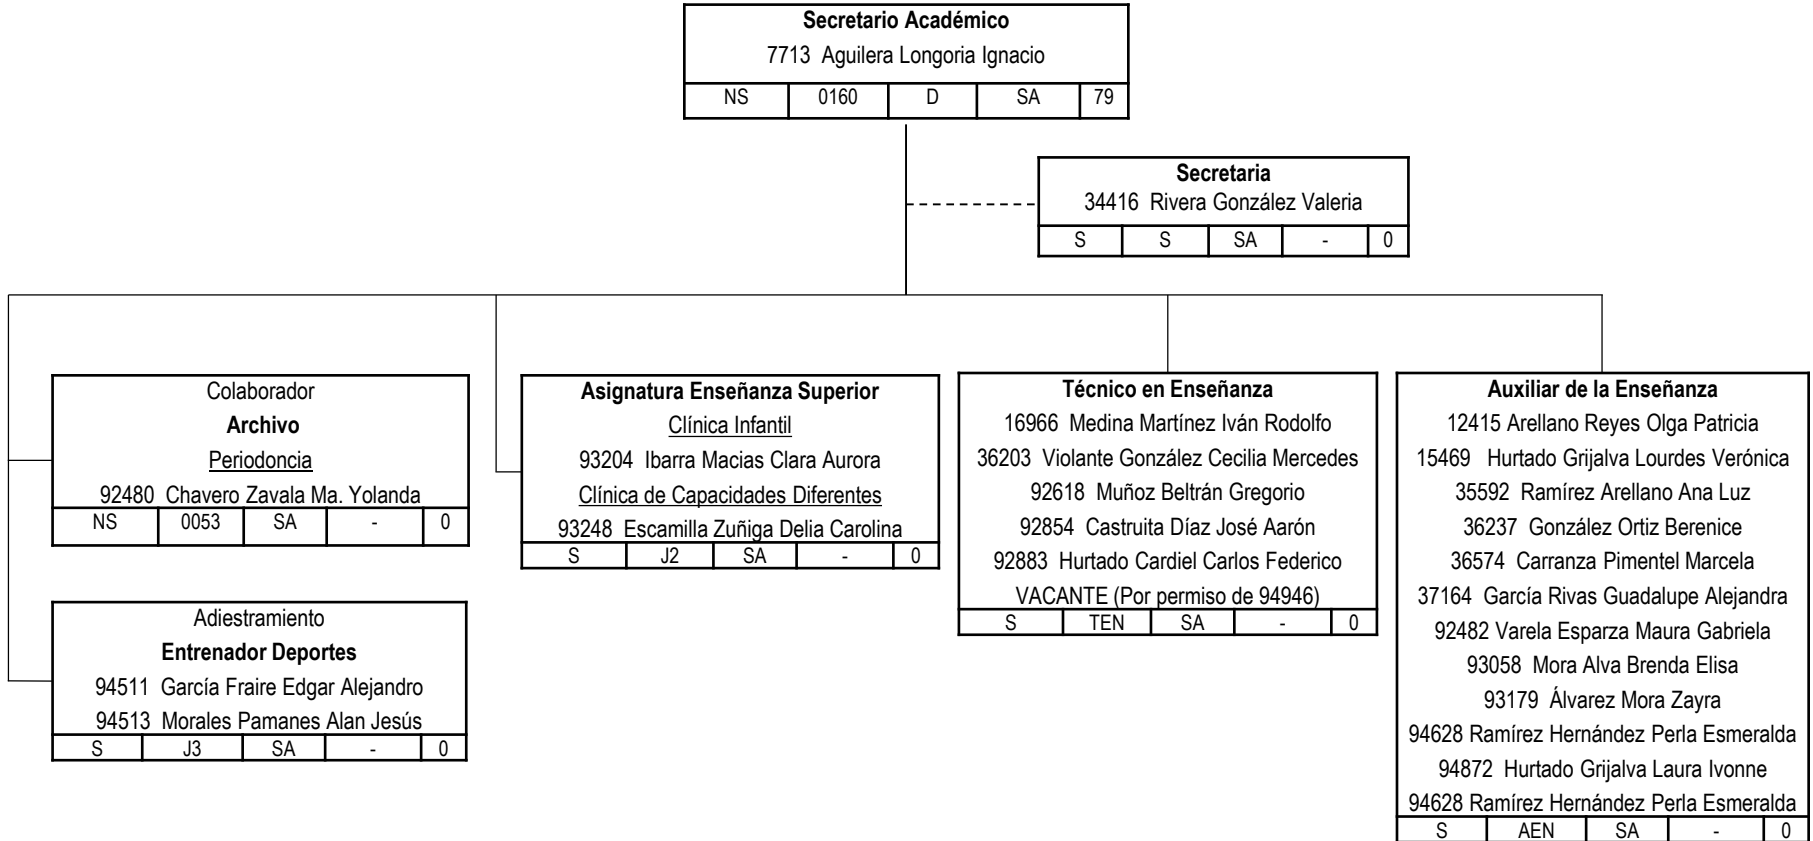 Secretario Académico
7713 Aguilera Longoria Ignacio
NS 0160 D SA 79
Secretaria
34416 Rivera González Valeria
S S SA - 0
Colaborador
Archivo
Periodoncia
92480 Chavero Zavala Ma. Yolanda
NS 0053 SA - 0
Adiestramiento
Entrenador Deportes
94511 García Fraire Edgar Alejandro
94513 Morales Pamanes Alan Jesús
S J3 SA - 0
Asignatura Enseñanza Superior
Clínica Infantil
93204 Ibarra Macias Clara Aurora
Clínica de Capacidades Diferentes
93248 Escamilla Zuñiga Delia Carolina
S J2 SA - 0
Técnico en Enseñanza
16966 Medina Martínez Iván Rodolfo
36203 Violante González Cecilia Mercedes
92618 Muñoz Beltrán Gregorio
92854 Castruita Díaz José Aarón
92883 Hurtado Cardiel Carlos Federico
VACANTE (Por permiso de 94946)
S TEN SA - 0
Auxiliar de la Enseñanza
12415 Arellano Reyes Olga Patricia
15469 Hurtado Grijalva Lourdes Verónica
35592 Ramírez Arellano Ana Luz
36237 González Ortiz Berenice
36574 Carranza Pimentel Marcela
37164 García Rivas Guadalupe Alejandra
92482 Varela Esparza Maura Gabriela
93058 Mora Alva Brenda Elisa
93179 Álvarez Mora Zayra
94628 Ramírez Hernández Perla Esmeralda
94872 Hurtado Grijalva Laura Ivonne
94628 Ramírez Hernández Perla Esmeralda
S AEN SA - 0